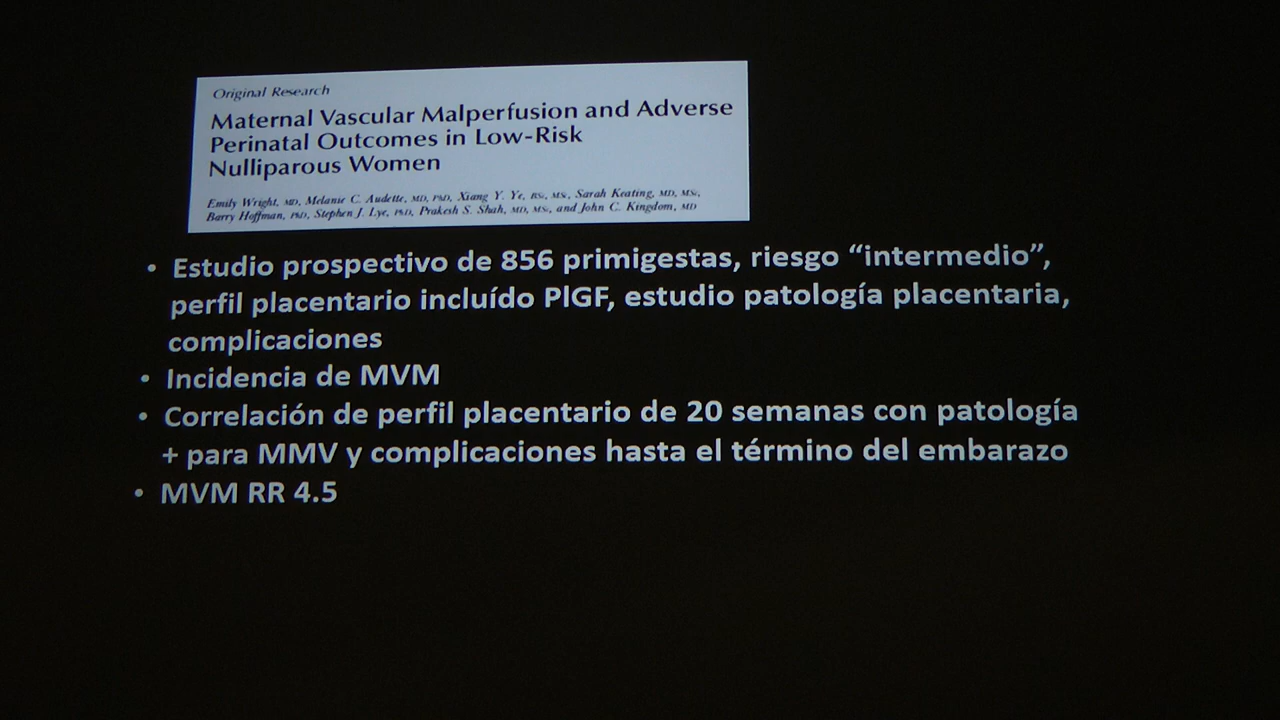 Original Research
Maternal Vascular Malperfusion and Adverse
Perinatal Outcomes in Low-Risk
Nulliparous Women
Emily Wright, MD, Melanie C. Audette, MD, PhD, Xiang Y. Ye, BSc, MSc, Sarah Keating, MD, MSc,
Barry Hoffman, PhD, Stephen J. Lye, PhD, Prakesh S. Shah, MD, MSc, and John C. Kingdom, MD
• Estudio prospectivo de 856 primigestas, riesgo “intermedio”,
perfil placentario incluído PlGF, estudio patología placentaria,
complicaciones
• Incidencia de MVM
• Correlación de perfil placentario de 20 semanas con patología
+ para MMV y complicaciones hasta el término del embarazo
• MVM RR 4.5